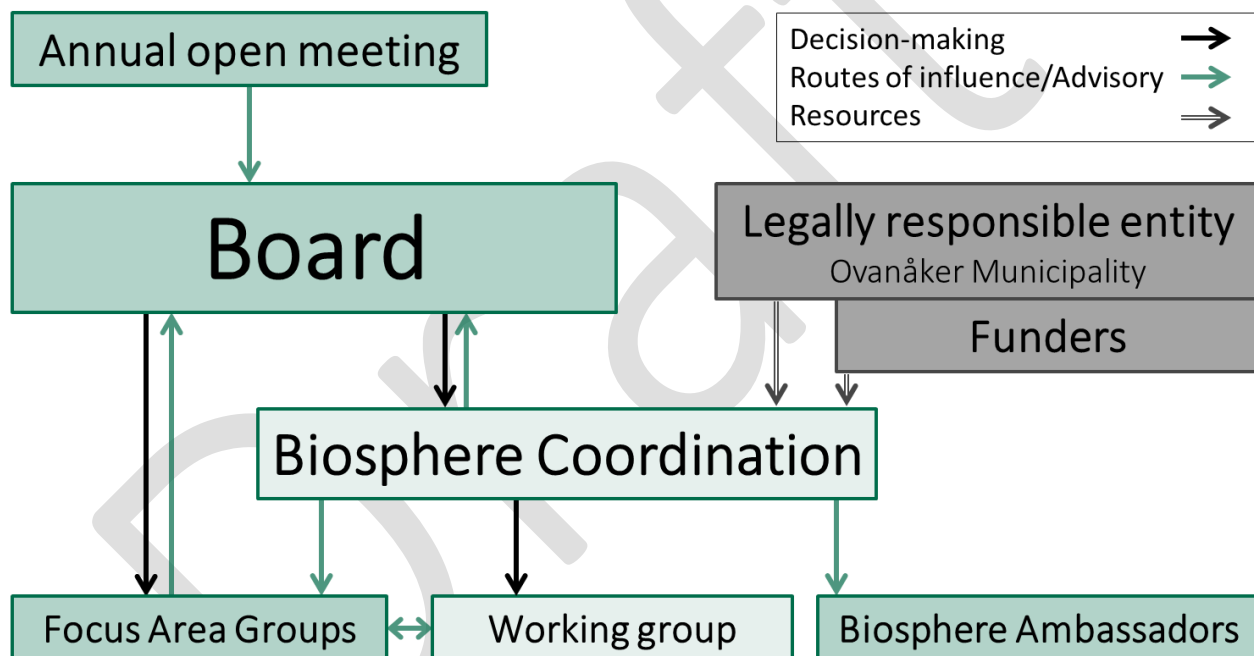 Annual open meeting
Decision-making
Routes of influence/Advisory
Resources
Board
Legally responsible entity
Ovanåker Municipality
Funders
Biosphere Coordination
Focus Area Groups
Working group
Biosphere Ambassadors
Draft